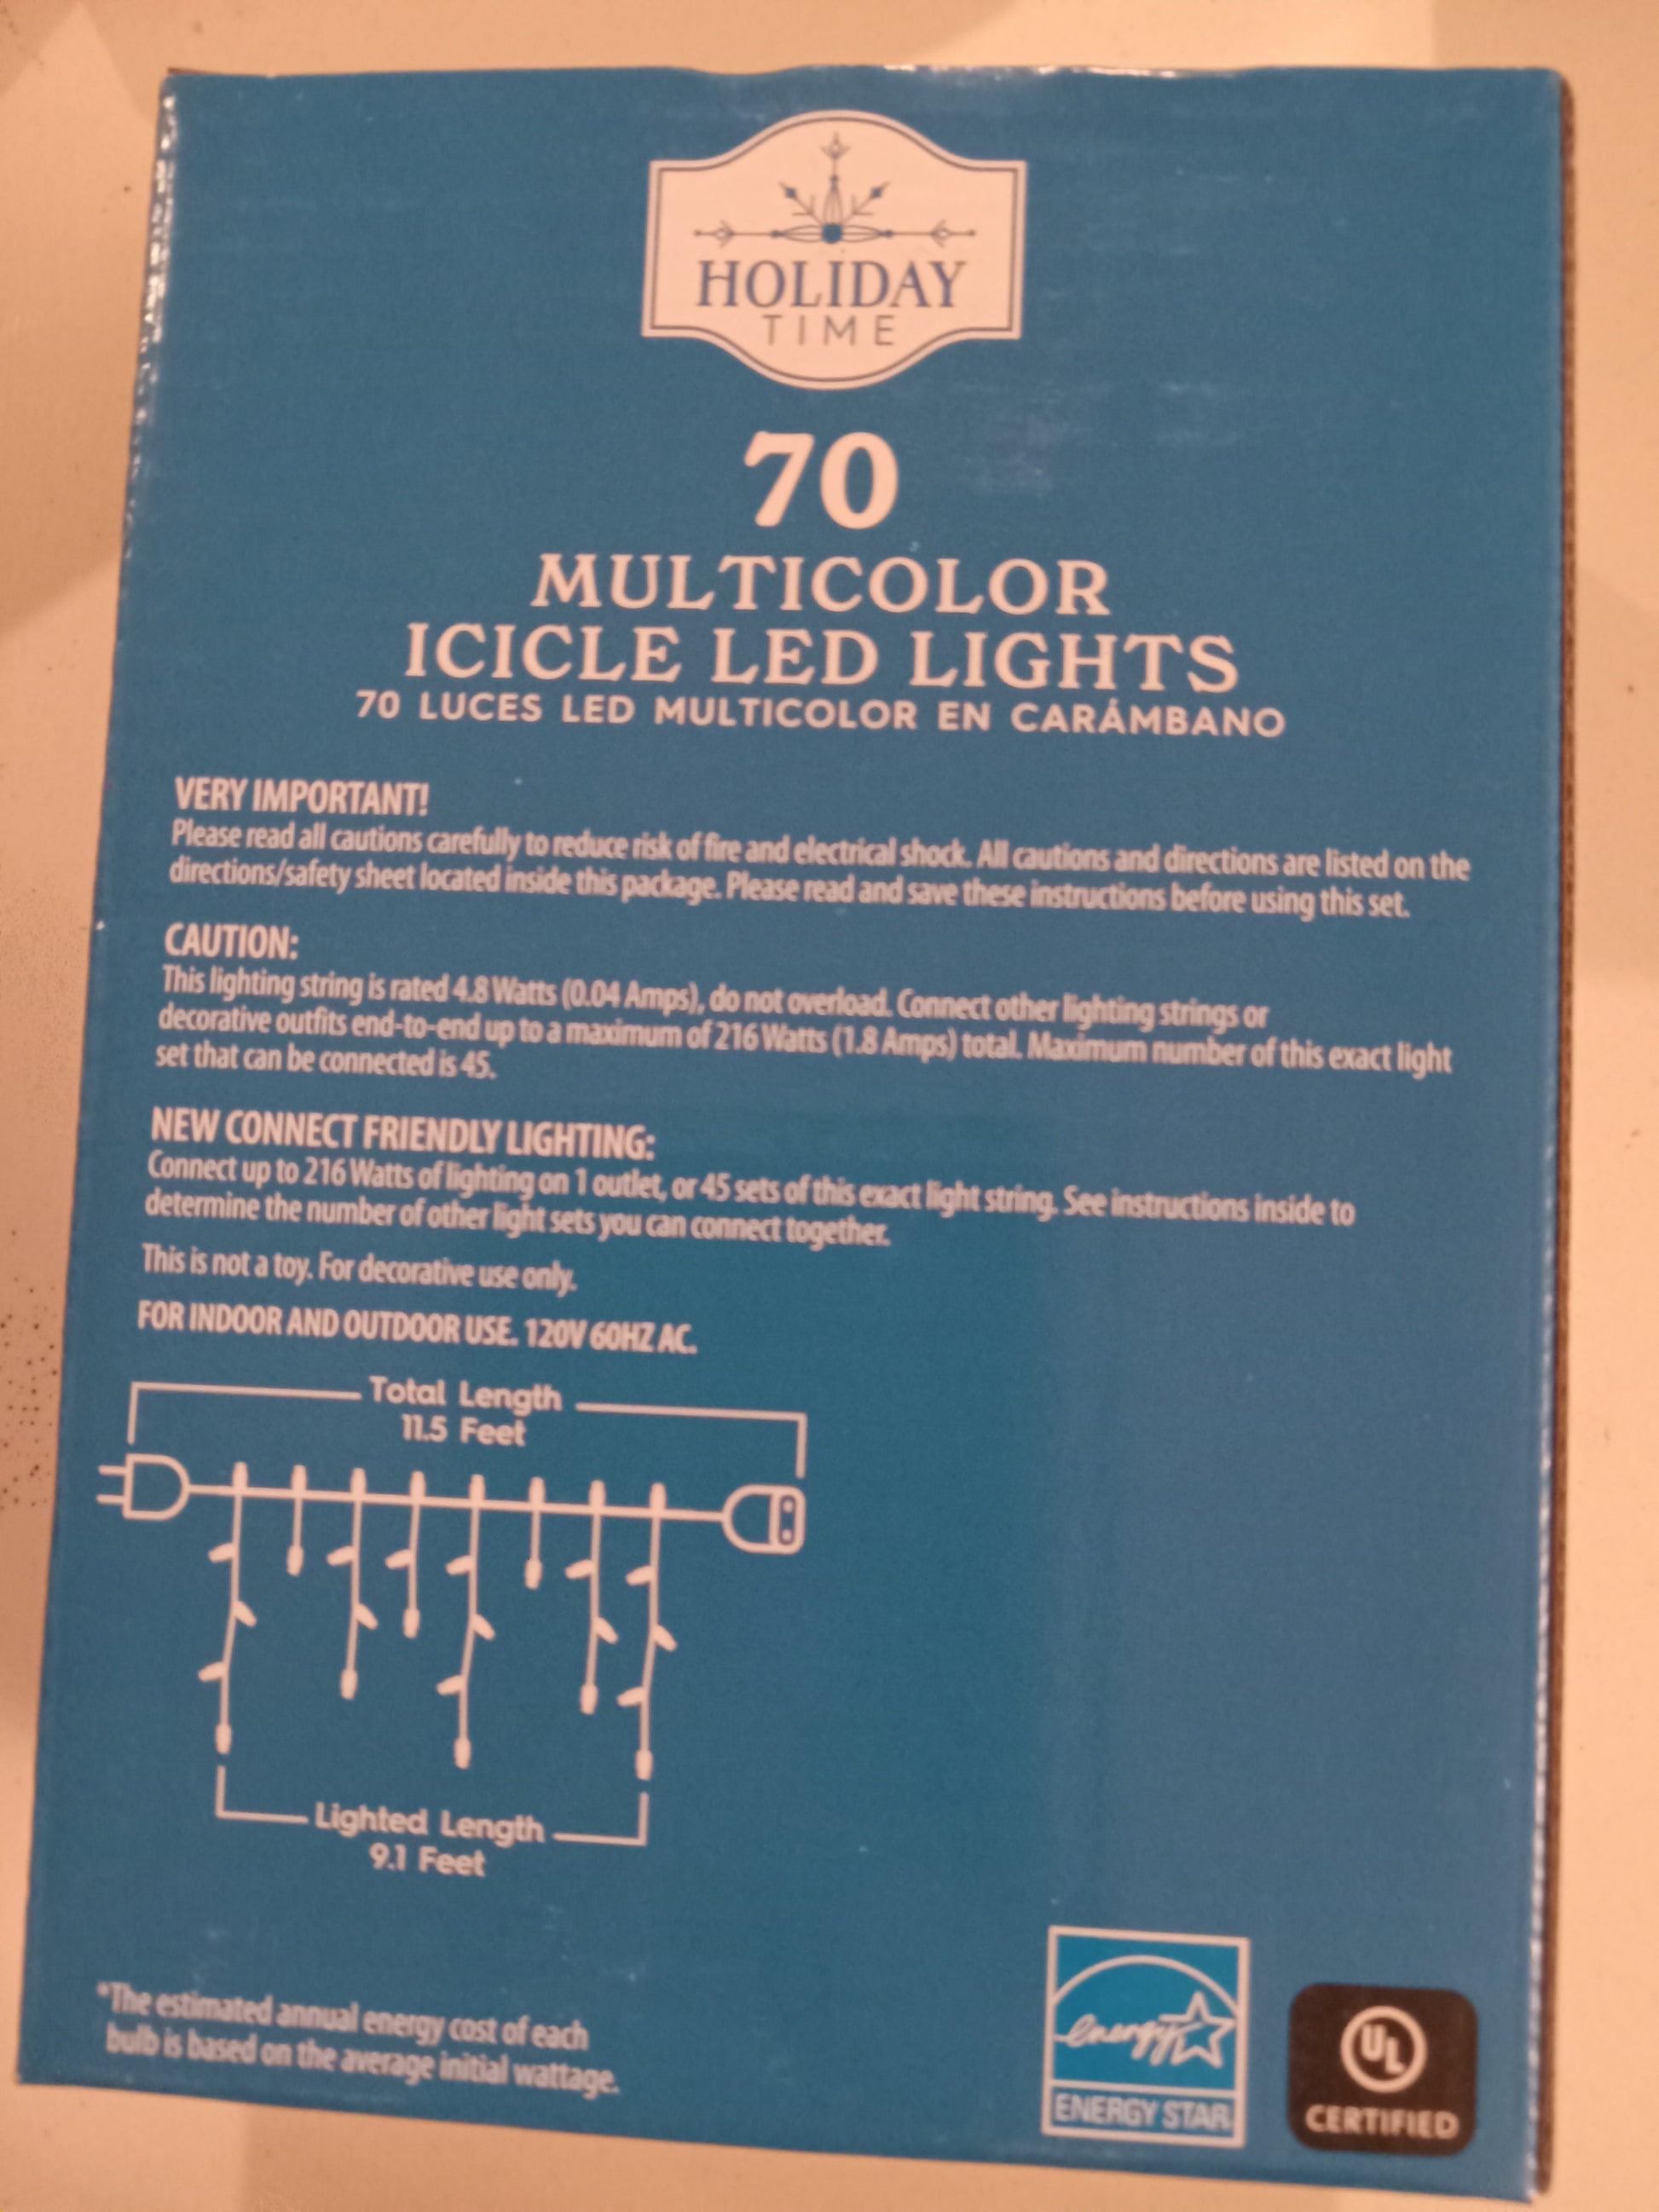 HOLIDAY
TIME
70
MULTICOLOR
ICICLE LED LIGHTS
70 LUCES LED MULTICOLOR EN CARÁMBANO
VERY IMPORTANT!
Please read all cautions carefully to reduce risk of fire and electrical shock. All cautions and directions are listed on the
directions/safety sheet located inside this package. Please read and save these instructions before using this set.
CAUTION:
This lighting string is rated 4.8 Watts (0.04 Amps), do not overload. Connect other lighting strings or
decorative outfits end-to-end up to a maximum of 216 Watts (1.8 Amps) total. Maximum number of this exact light
set that can be connected is 45.
NEW CONNECT FRIENDLY LIGHTING:
Connect up to 216 Watts of lighting on 1 outlet, or 45 sets of this exact light string. See instructions inside to
determine the number of other light sets you can connect together.
This is not a toy. For decorative use only.
FOR INDOOR AND OUTDOOR USE. 120V 60HZ AC.
Total Length
11.5 Feet
Lighted Length
9.1 Feet
*The estimated annual energy cost of each
bulb is based on the average initial wattage.
energy
ENERGY STAR
UL
CERTIFIED